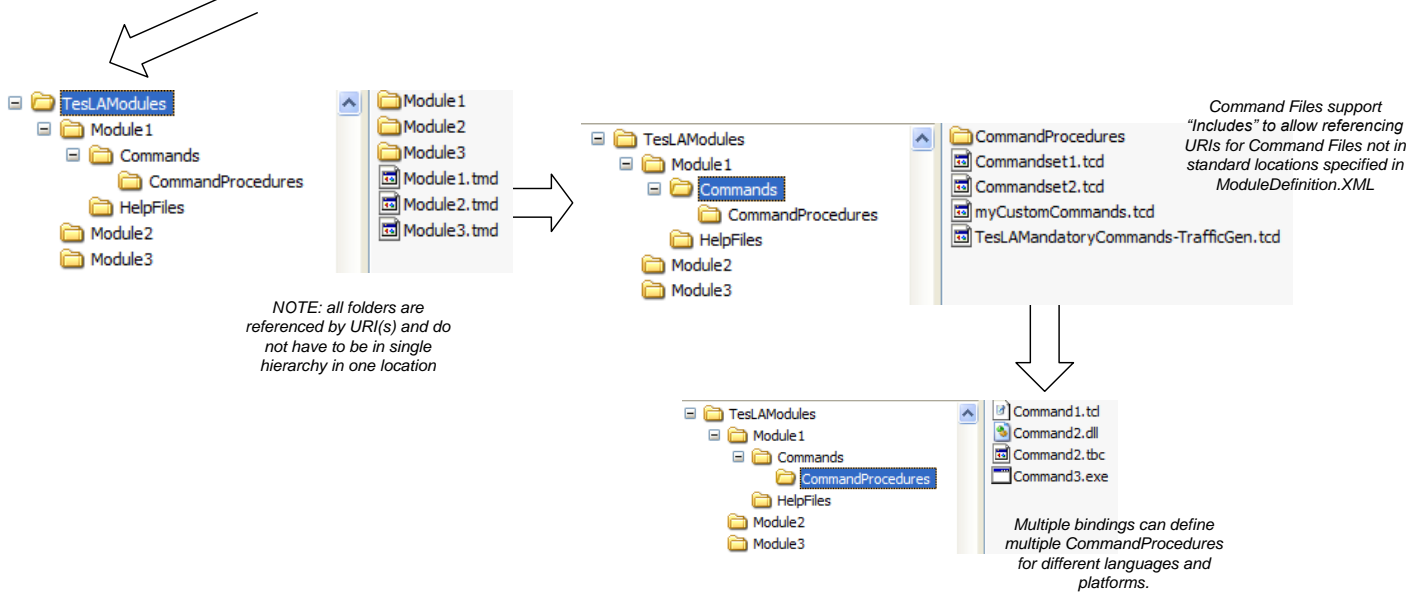 TesLAModules
Module1
Commands
CommandProcedures
HelpFiles
Module2
Module3
Module1
Module2
Module3
Module1.tmd
Module2.tmd
Module3.tmd
NOTE: all folders are
referenced by URI(s) and do
not have to be in single
hierarchy in one location
TesLAModules
Module1
Commands
CommandProcedures
HelpFiles
Module2
Module3
CommandProcedures
Commandset1.tcd
Commandset2.tcd
myCustomCommands.tcd
TesLAMandatoryCommands-TrafficGen.tcd
Command Files support
“Includes” to allow referencing
URIs for Command Files not in
standard locations specified in
ModuleDefinition.XML
TesLAModules
Module1
Commands
CommandProcedures
HelpFiles
Module2
Module3
Command1.tcl
Command2.dll
Command2.tbc
Command3.exe
Multiple bindings can define
multiple CommandProcedures
for different languages and
platforms.